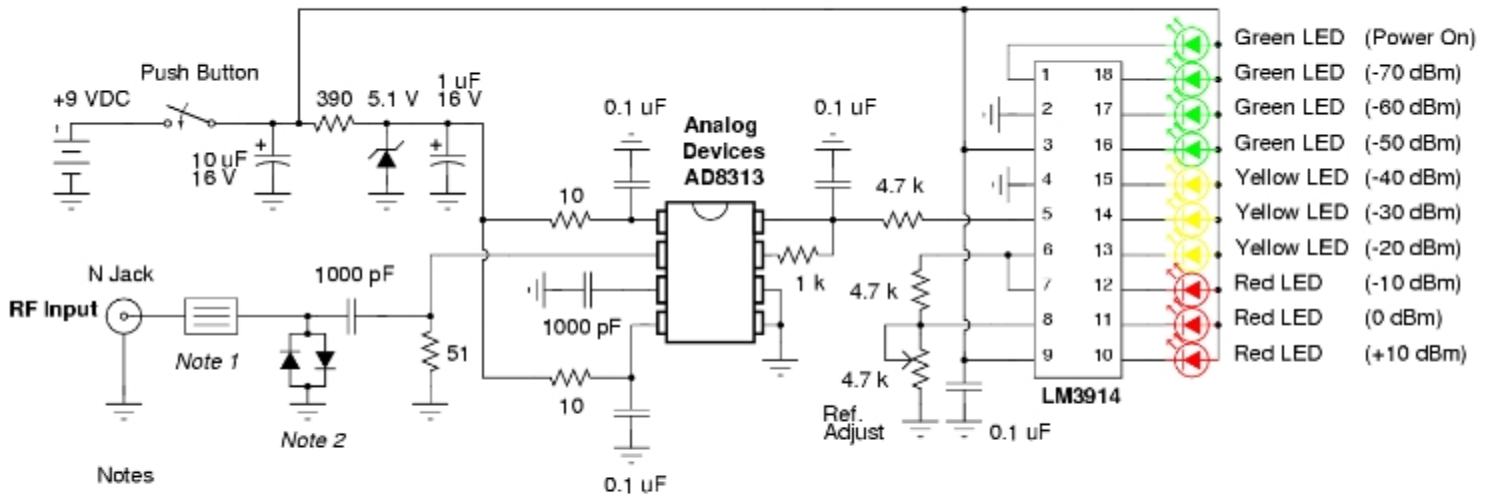 Push Button
+9 VDC
390
5.1 V
1 uF
16 V
+
10 uF
16 V
+
0.1 uF
Analog
Devices
AD8313
0.1 uF
10
4.7 k
N Jack
RF Input
1000 pF
Note 1
Note 2
51
1000 pF
10
0.1 uF
1 k
4.7 k
4.7 k
Ref.
Adjust
0.1 uF
1 18
2 17
3 16
4 15
5 14
6 13
7 12
8 11
9 10
LM3914
Green LED (Power On)
Green LED (-70 dBm)
Green LED (-60 dBm)
Green LED (-50 dBm)
Yellow LED (-40 dBm)
Yellow LED (-30 dBm)
Yellow LED (-20 dBm)
Red LED (-10 dBm)
Red LED (0 dBm)
Red LED (+10 dBm)
Notes